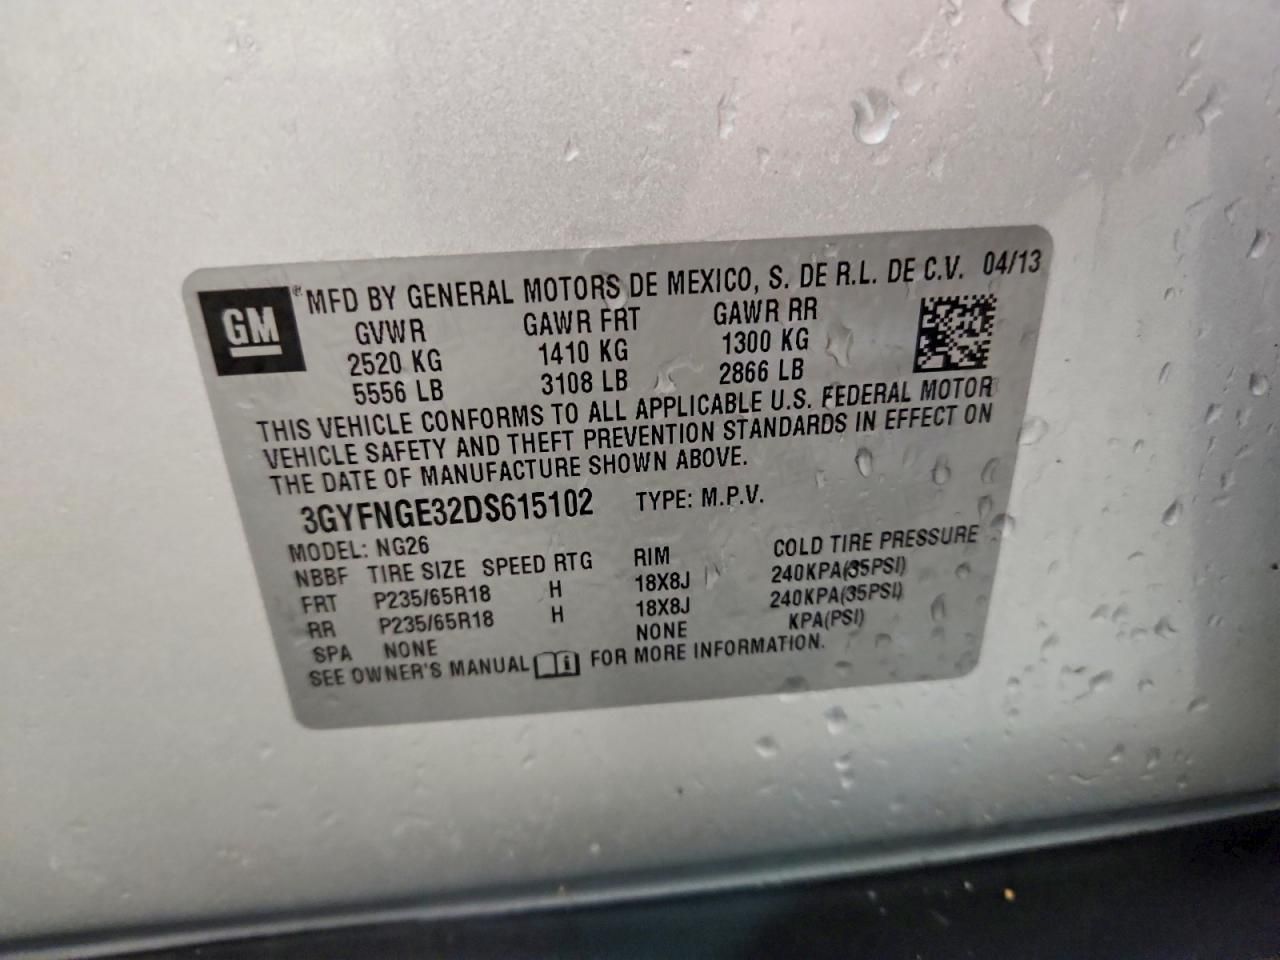 GM
® MFD BY GENERAL MOTORS DE MEXICO, S. DE R.L. DE C.V. 04/13
GVWR GAWR FRT GAWR RR
2520 KG 1410 KG 1300 KG
5556 LB 3108 LB 2866 LB
THIS VEHICLE CONFORMS TO ALL APPLICABLE U.S. FEDERAL MOTOR
VEHICLE SAFETY AND THEFT PREVENTION STANDARDS IN EFFECT ON
THE DATE OF MANUFACTURE SHOWN ABOVE.
3GYFNGE32DS615102 TYPE: M.P.V.
MODEL: NG26
NBBF TIRE SIZE SPEED RTG RIM COLD TIRE PRESSURE
FRT P235/65R18 H 18X8J 240KPA(35PSI)
RR P235/65R18 H 18X8J 240KPA(35PSI)
SPA NONE NONE KPA(PSI)
SEE OWNER'S MANUAL i FOR MORE INFORMATION.